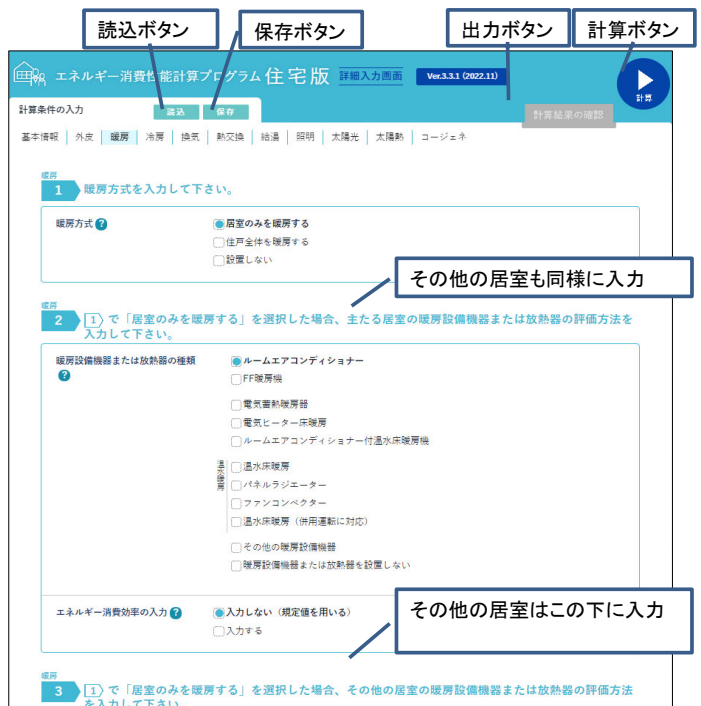 読込ボタン
保存ボタン
出力ボタン
計算ボタン
エネルギー消費性能計算プログラム 住宅版 詳細入力画面 Ver.3.3.1 (2022.11)
計算
計算条件の入力 読込 保存
計算結果の確認
基本情報 外皮 暖房 冷房 換気 熱交換 給湯 照明 太陽光 太陽熱 コージェネ
暖房
1 暖房方式を入力して下さい。
暖房方式 ? 居室のみを暖房する
住戸全体を暖房する
設置しない
その他の居室も同様に入力
暖房
2 1 で「居室のみを暖房する」を選択した場合、主たる居室の暖房設備機器または放熱器の評価方法を
入力して下さい。
暖房設備機器または放熱器の種類 ルームエアコンディショナー
? FF暖房機
電気蓄熱暖房器
電気ヒーター床暖房
ルームエアコンディショナー付温水床暖房機
温水暖房 温水床暖房
パネルラジエーター
ファンコンベクター
温水床暖房（併用運転に対応）
その他の暖房設備機器
暖房設備機器または放熱器を設置しない
その他の居室はこの下に入力
エネルギー消費効率の入力 ? 入力しない（規定値を用いる）
入力する
暖房
3 1 で「居室のみを暖房する」を選択した場合、その他の居室の暖房設備機器または放熱器の評価方法
を入力して下さい。